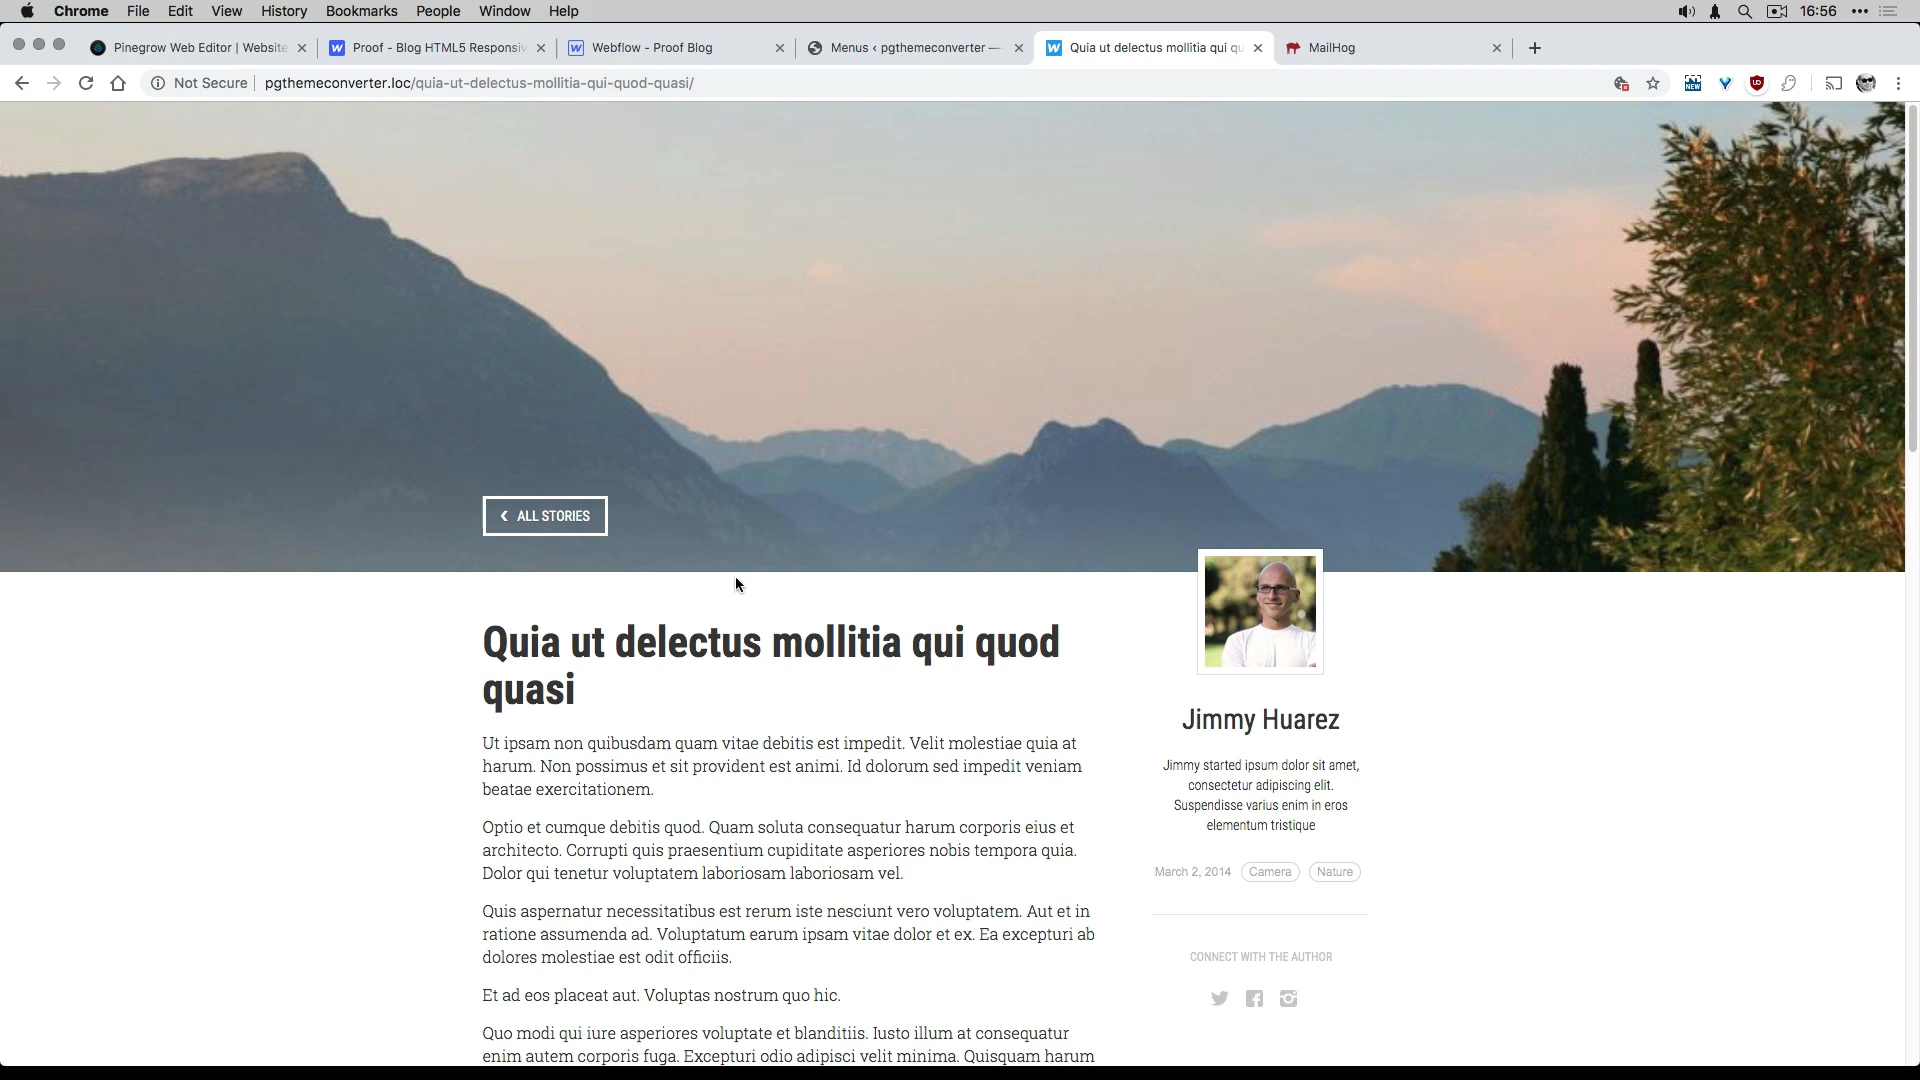 Chrome File Edit View History Bookmarks People Window Help 16:56
Pinegrow Web Editor | Website
Proof - Blog HTML5 Responsiv
Webflow - Proof Blog
Menus ‹ pgthemeconverter —
Quia ut delectus mollitia qui qu
MailHog
Not Secure pgthemeconverter.loc/quia-ut-delectus-mollitia-qui-quod-quasi/
NEW
ALL STORIES
Quia ut delectus mollitia qui quod
quasi
Ut ipsam non quibusdam quam vitae debitis est impedit. Velit molestiae quia at
harum. Non possimus et sit provident est animi. Id dolorum sed impedit veniam
beatae exercitationem.
Optio et cumque debitis quod. Quam soluta consequatur harum corporis eius et
architecto. Corrupti quis praesentium cupiditate asperiores nobis tempora quia.
Dolor qui tenetur voluptatem laboriosam laboriosam vel.
Quis aspernatur necessitatibus est rerum iste nesciunt vero voluptatem. Aut et in
ratione assumenda ad. Voluptatum earum ipsam vitae dolor et ex. Ea excepturi ab
dolores molestiae est odit officiis.
Et ad eos placeat aut. Voluptas nostrum quo hic.
Quo modi qui iure asperiores voluptate et blanditiis. Iusto illum at consequatur
enim autem corporis fuga. Excepturi odio adipisci velit minima. Quisquam harum
Jimmy Huarez
Jimmy started ipsum dolor sit amet,
consectetur adipiscing elit.
Suspendisse varius enim in eros
elementum tristique
March 2, 2014 Camera Nature
CONNECT WITH THE AUTHOR